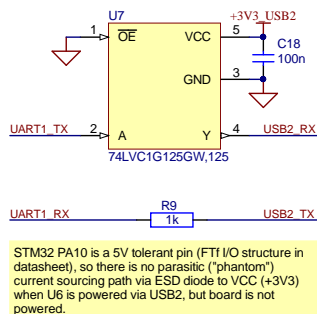 U7
1 OE VCC 5 +3V3_USB2
C18
100n
GND 3
UART1_TX 2 A Y 4 USB2_RX
74LVC1G125GW,125
R9
UART1_RX 1k USB2_TX
STM32 PA10 is a 5V tolerant pin (FTf I/O structure in
datasheet), so there is no parasitic ("phantom")
current sourcing path via ESD diode to VCC (+3V3)
when U6 is powered via USB2, but board is not
powered.